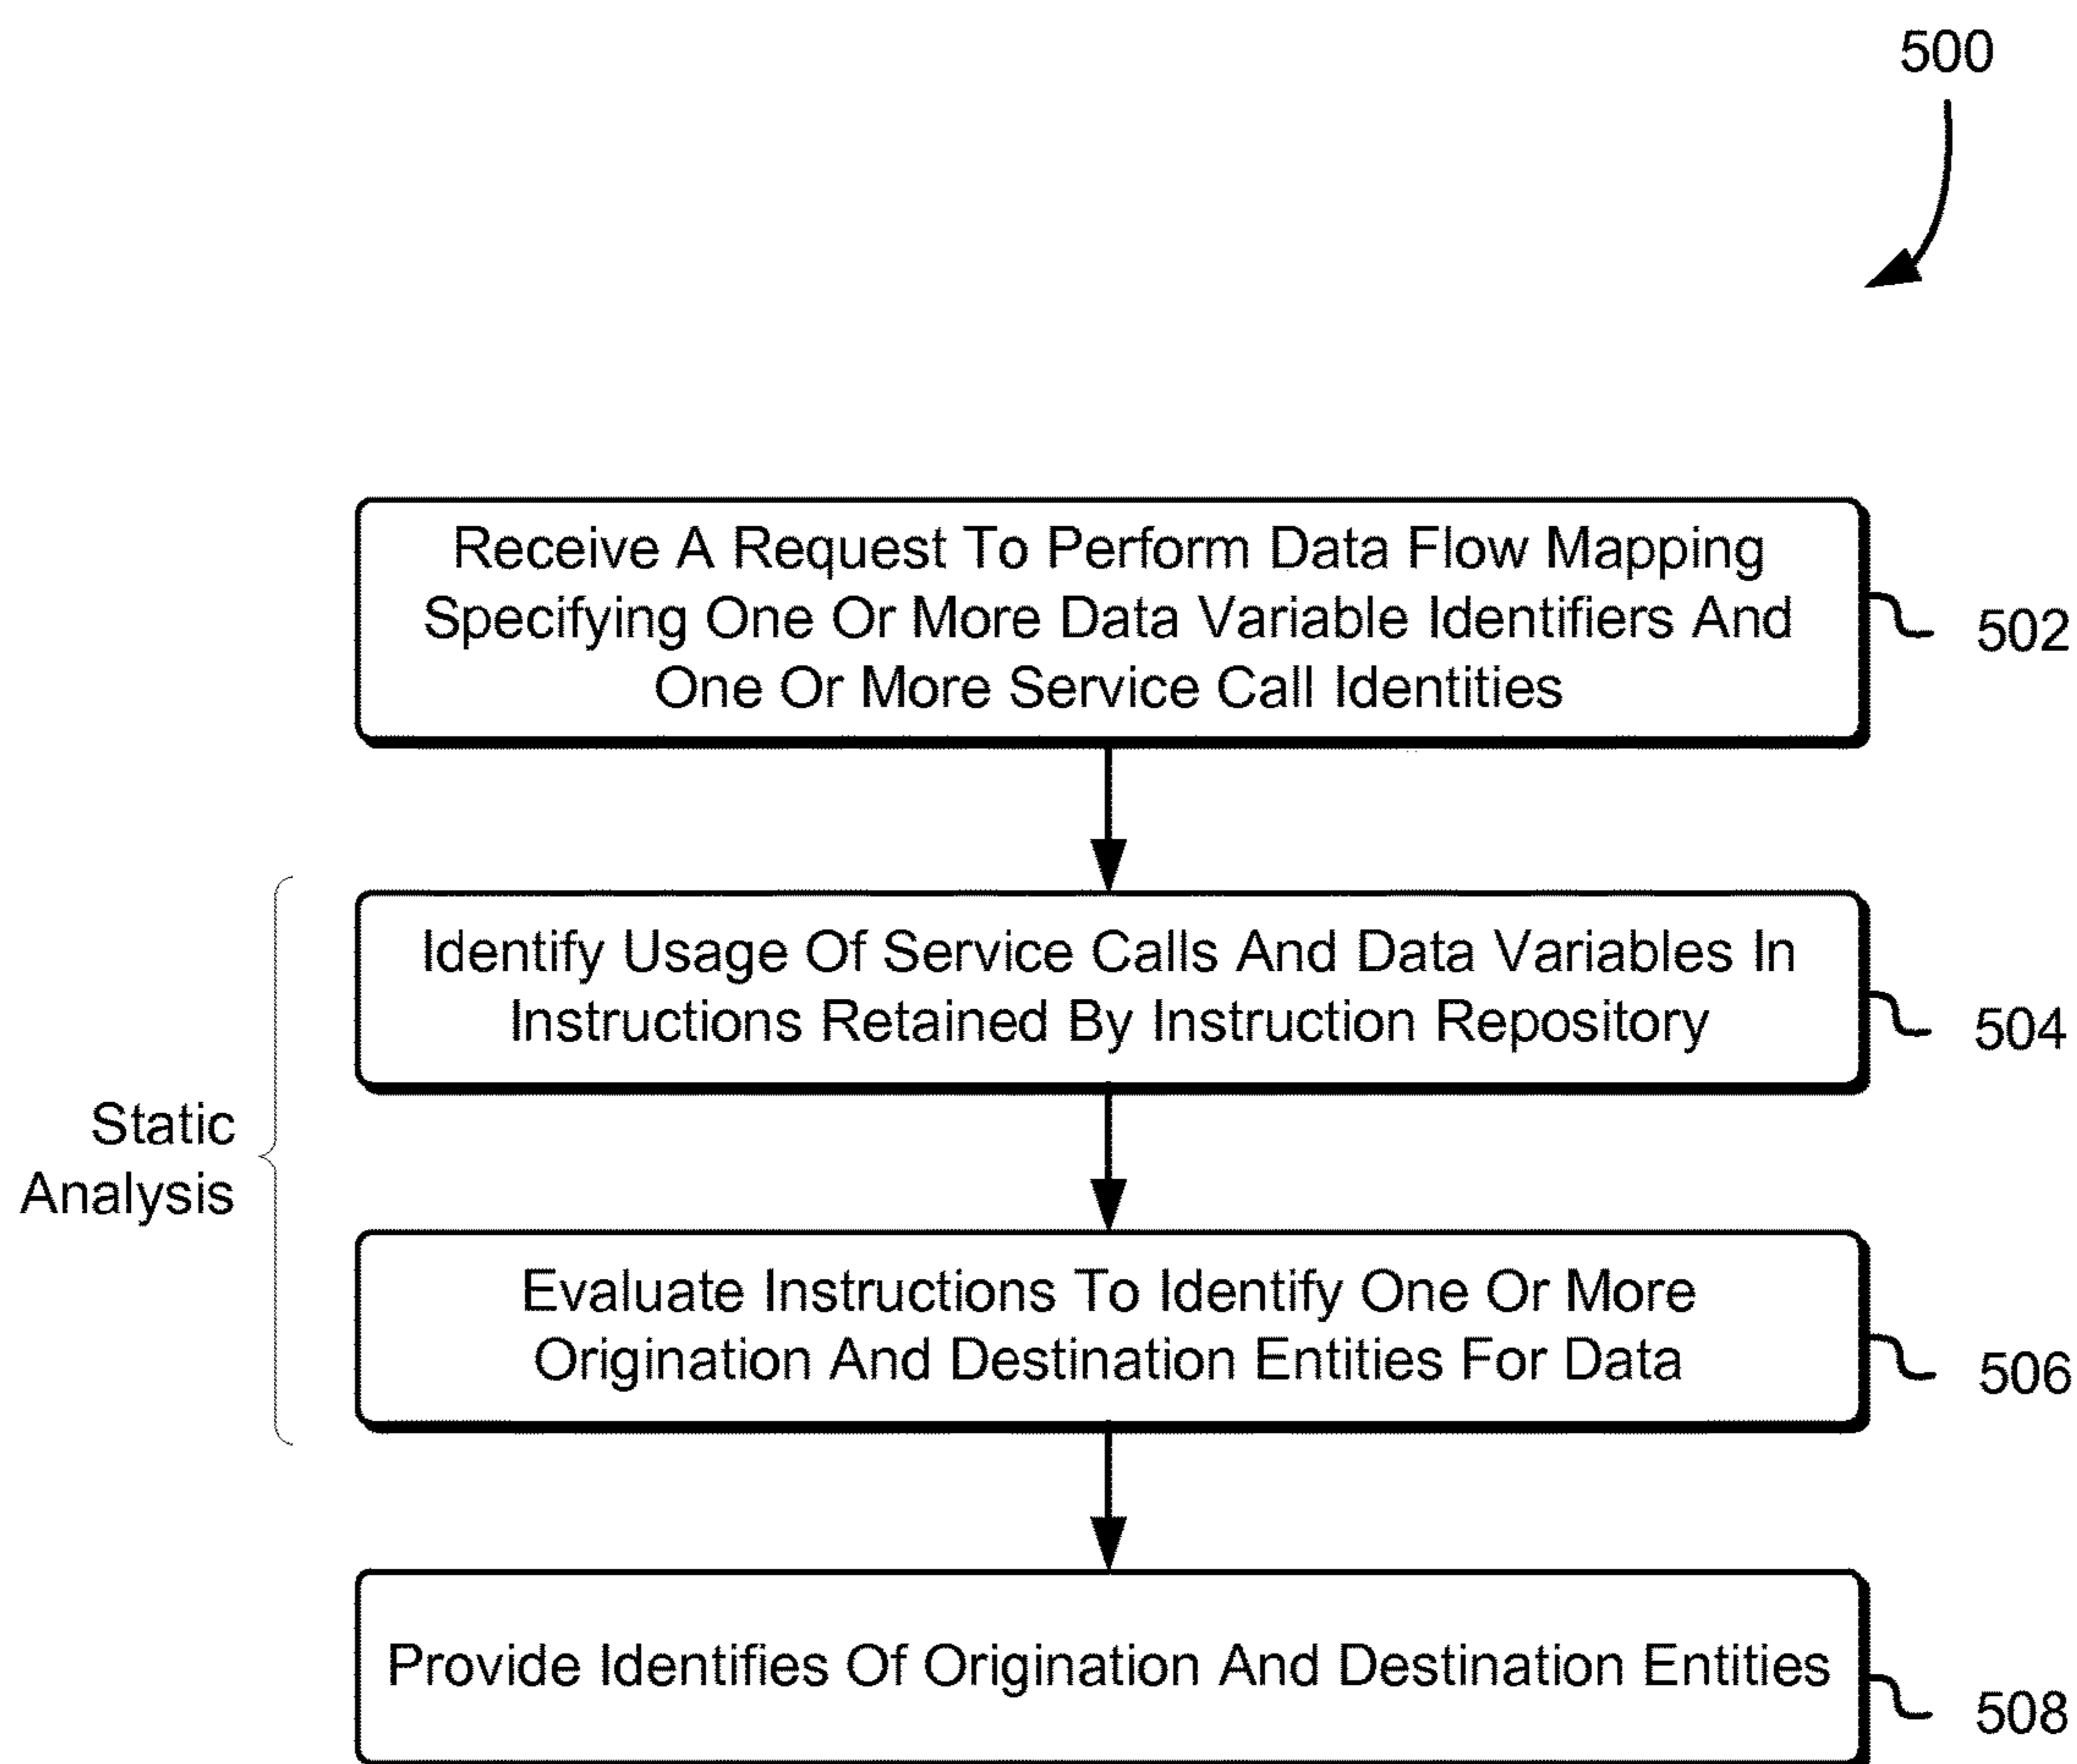 500
Receive A Request To Perform Data Flow Mapping
Specifying One Or More Data Variable Identifiers And
One Or More Service Call Identities
502
Identify Usage Of Service Calls And Data Variables In
Instructions Retained By Instruction Repository
504
Static
Analysis
Evaluate Instructions To Identify One Or More
Origination And Destination Entities For Data
506
Provide Identifies Of Origination And Destination Entities
508